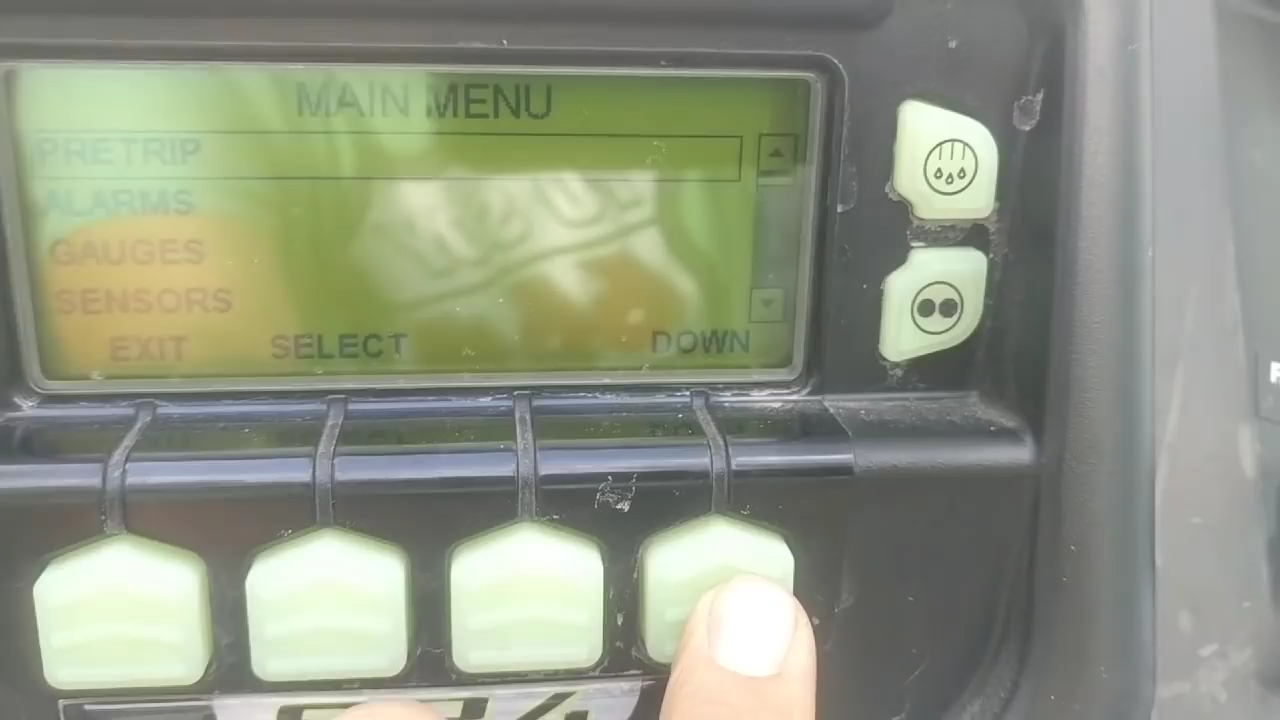 MAIN MENU
PRETRIP
ALARMS
GAUGES
SENSORS
EXIT SELECT DOWN